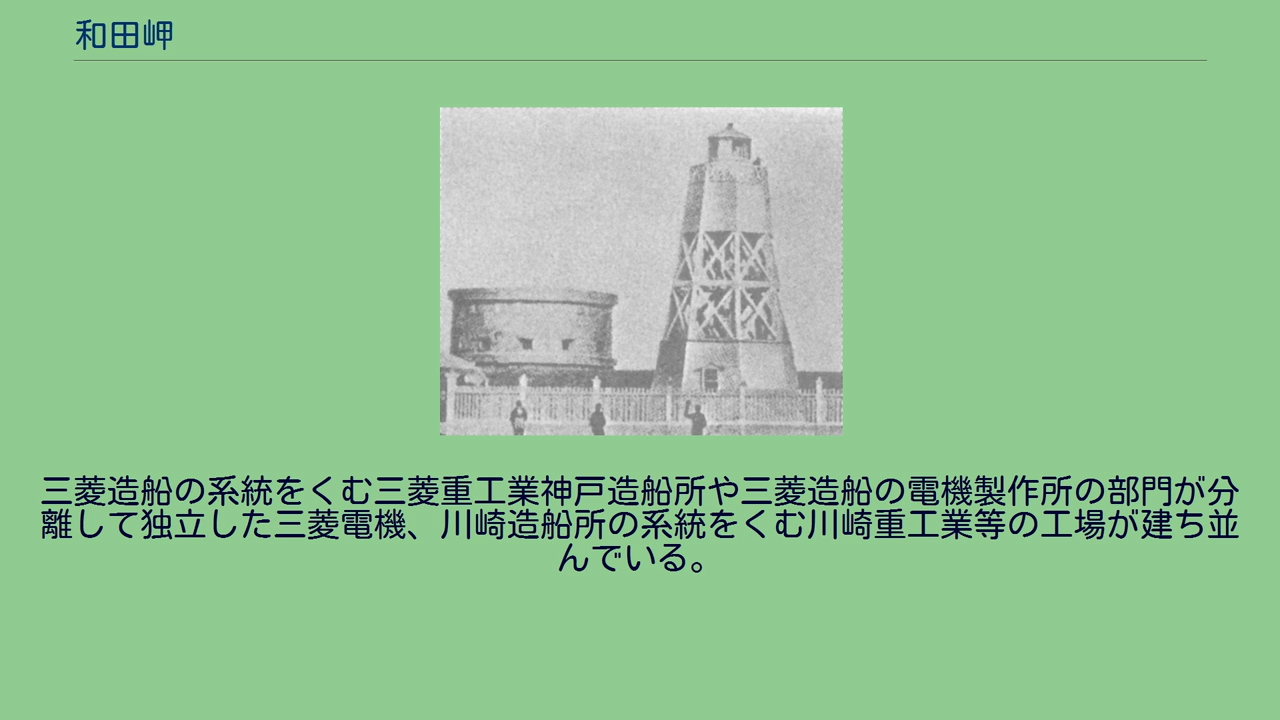 和田岬
三菱造船の系統をくむ三菱重工業神戸造船所や三菱造船の電機製作所の部門が分
離して独立した三菱電機、川崎造船所の系統をくむ川崎重工業等の工場が建ち並
んでいる。